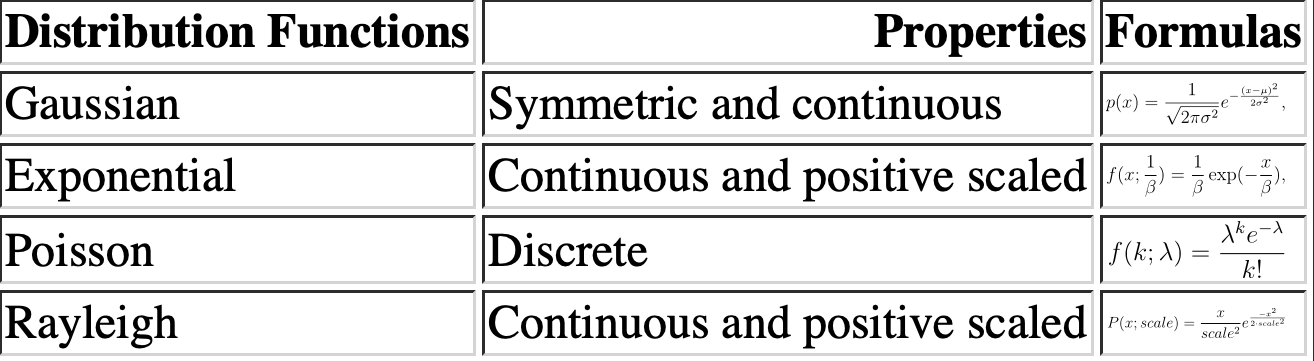 Distribution Functions Properties Formulas
Gaussian Symmetric and continuous p(x) = \frac{1}{\sqrt{2\pi\sigma^2}} e^{-\frac{(x-\mu)^2}{2\sigma^2}},
Exponential Continuous and positive scaled f(x; \frac{1}{\beta}) = \frac{1}{\beta} \exp(-\frac{x}{\beta}),
Poisson Discrete f(k; \lambda) = \frac{\lambda^k e^{-\lambda}}{k!}
Rayleigh Continuous and positive scaled P(x; scale) = \frac{x}{scale^2} e^{\frac{-x^2}{2 \cdot scale^2}}